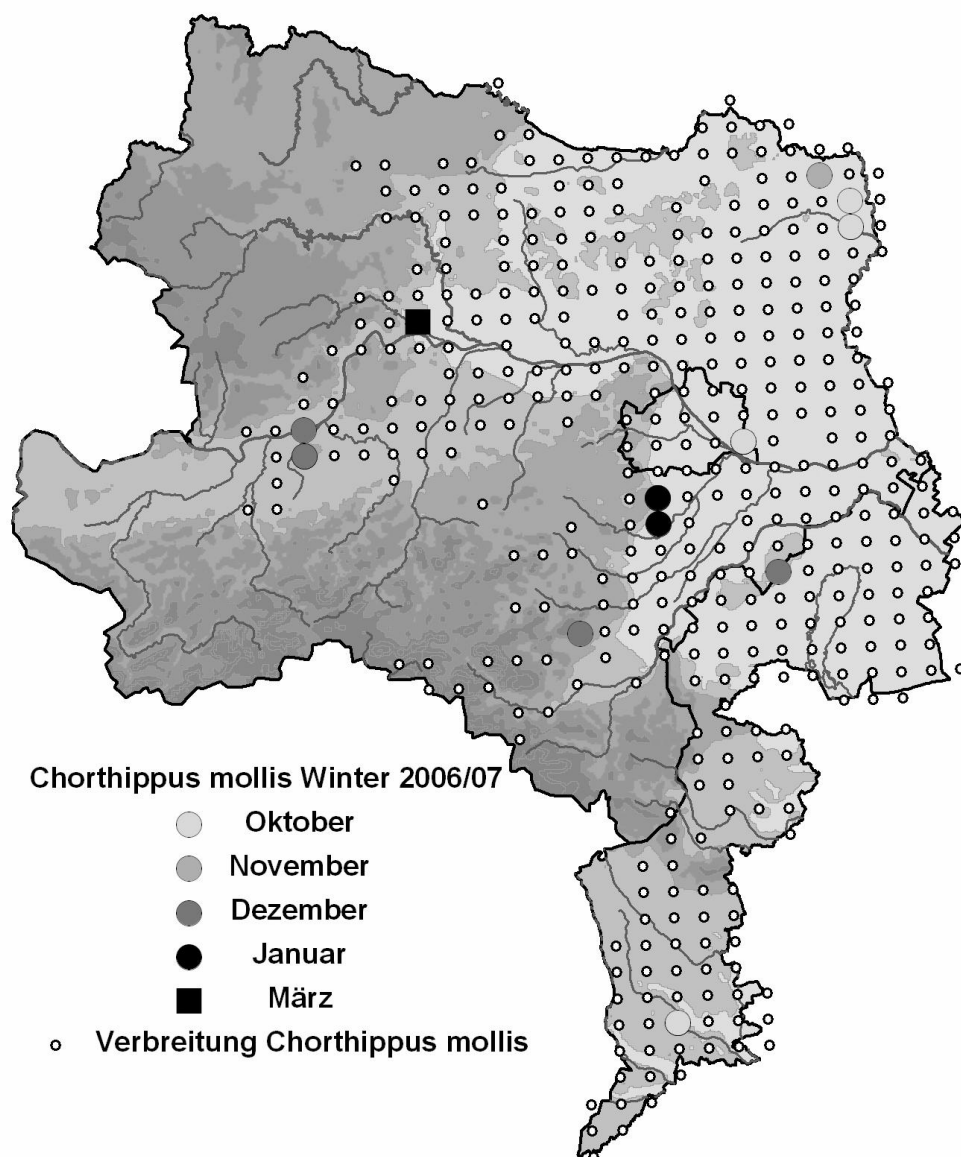 Chorthippus mollis Winter 2006/07
Oktober
November
Dezember
Januar
März
Verbreitung Chorthippus mollis